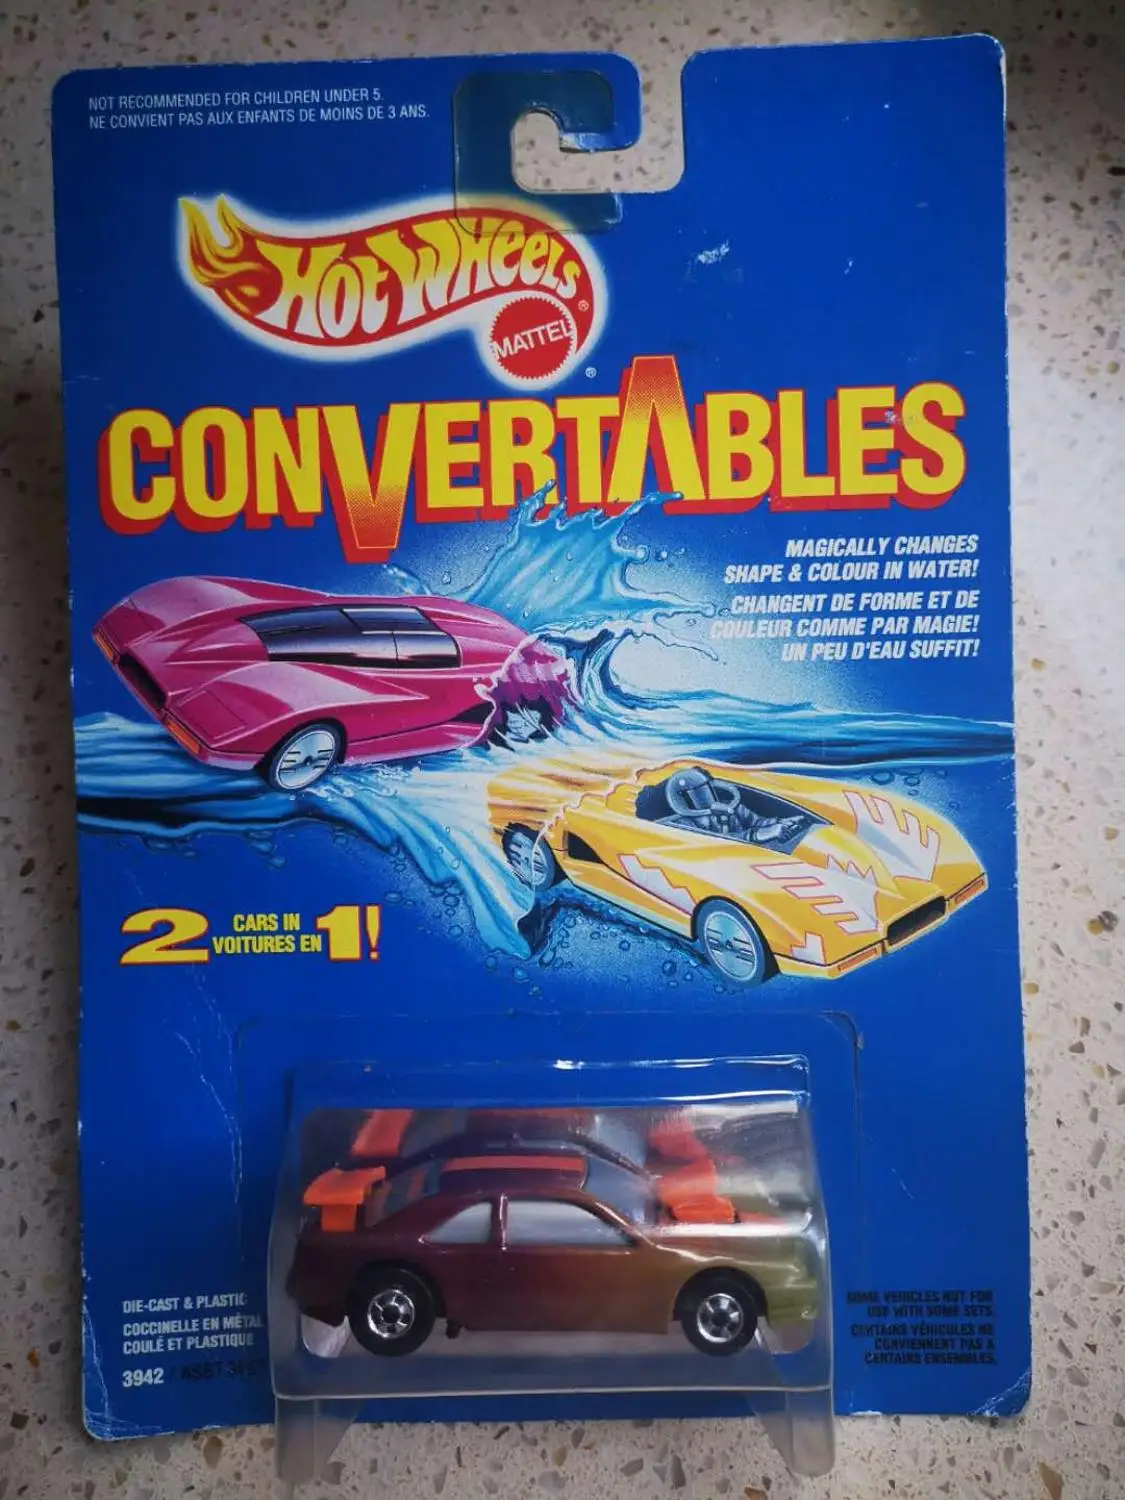 NOT RECOMMENDED FOR CHILDREN UNDER 5.
NE CONVIENT PAS AUX ENFANTS DE MOINS DE 3 ANS.
HOT WHEELS®
MATTEL
®
CONVERTABLES
MAGICALLY CHANGES
SHAPE & COLOUR IN WATER!
CHANGENT DE FORME ET DE
COULEUR COMME PAR MAGIE!
UN PEU D'EAU SUFFIT!
2 CARS IN
VOITURES EN 1!
DIE-CAST & PLASTIC
COCCINELLE EN MÉTAL
COULÉ ET PLASTIQUE
3942 / ASST
SOME VEHICLES NOT FOR
USE WITH SOME SETS.
CERTAINS VÉHICULES NE
CONVIENNENT PAS À
CERTAINS ENSEMBLES.